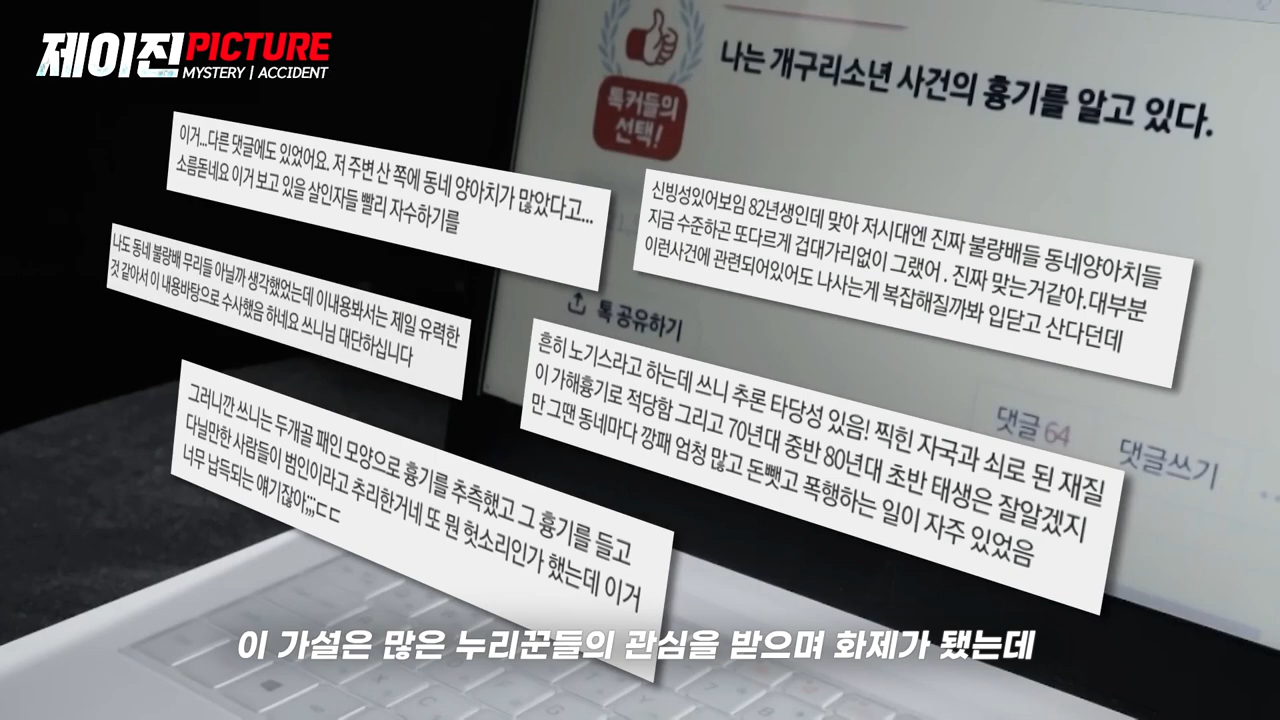 제이진 PICTURE
MYSTERY | ACCIDENT
톡커들의
선택!
나는 개구리소년 사건의 흉기를 알고 있다.
이거...다른 댓글에도 있었어요. 저 주변 산 쪽에 동네 양아치가 많았다고...
소름돋네요 이거 보고 있을 살인자들 빨리 자수하기를
신빙성있어보임 82년생인데 맞아 저시대엔 진짜 불량배들 동네양아치들
지금 수준하곤 또다르게 겁대가리없이 그랬어 . 진짜 맞는거같아. 대부분
이런사건에 관련되어있어도 나사는게 복잡해질까봐 입닫고 산다던데
나도 동네 불량배 무리들 아닐까 생각했었는데 이내용봐서는 제일 유력한
것 같아서 이 내용바탕으로 수사했음 하네요 쓰니님 대단하십니다
톡 공유하기
흔히 노기스라고 하는데 쓰니 추론 타당성 있음! 찍힌 자국과 쇠로 된 재질
이 가해흉기로 적당함 그리고 70년대 중반 80년대 초반 태생은 잘알겠지
만 그땐 동네마다 깡패 엄청 많고 돈뺏고 폭행하는 일이 자주 있었음
그러니깐 쓰니는 두개골 패인 모양으로 흉기를 추측했고 그 흉기를 들고
다닐만한 사람들이 범인이라고 추리한거네 또 뭔 헛소리인가 했는데 이거
너무 납득되는 얘기잖아;;;ㄷㄷ
댓글 64
댓글쓰기
이 가설은 많은 누리꾼들의 관심을 받으며 화제가 됐는데